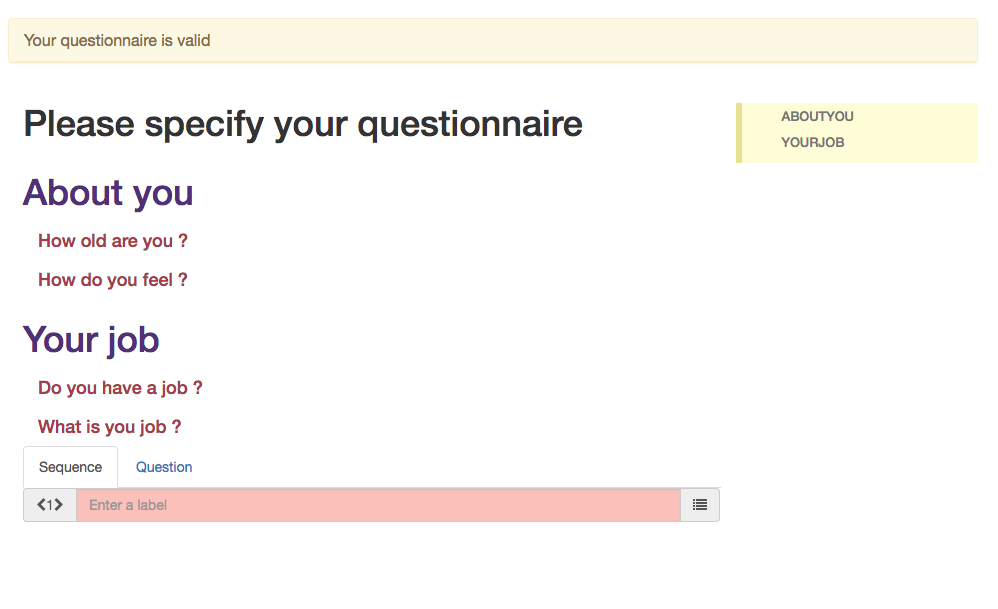 Your questionnaire is valid
Please specify your questionnaire
ABOUTYOU
YOURJOB
About you
How old are you ?
How do you feel ?
Your job
Do you have a job ?
What is you job ?
Sequence Question
1 Enter a label